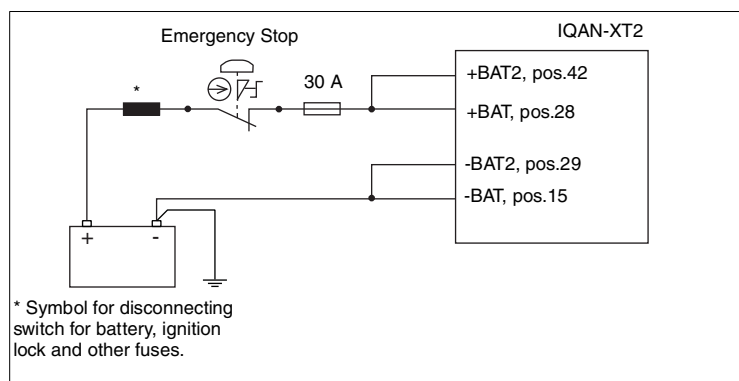 IQAN-XT2
Emergency Stop
*
30 A
+BAT2, pos.42
+BAT, pos.28
-BAT2, pos.29
-BAT, pos.15
+ -
* Symbol for disconnecting
switch for battery, ignition
lock and other fuses.